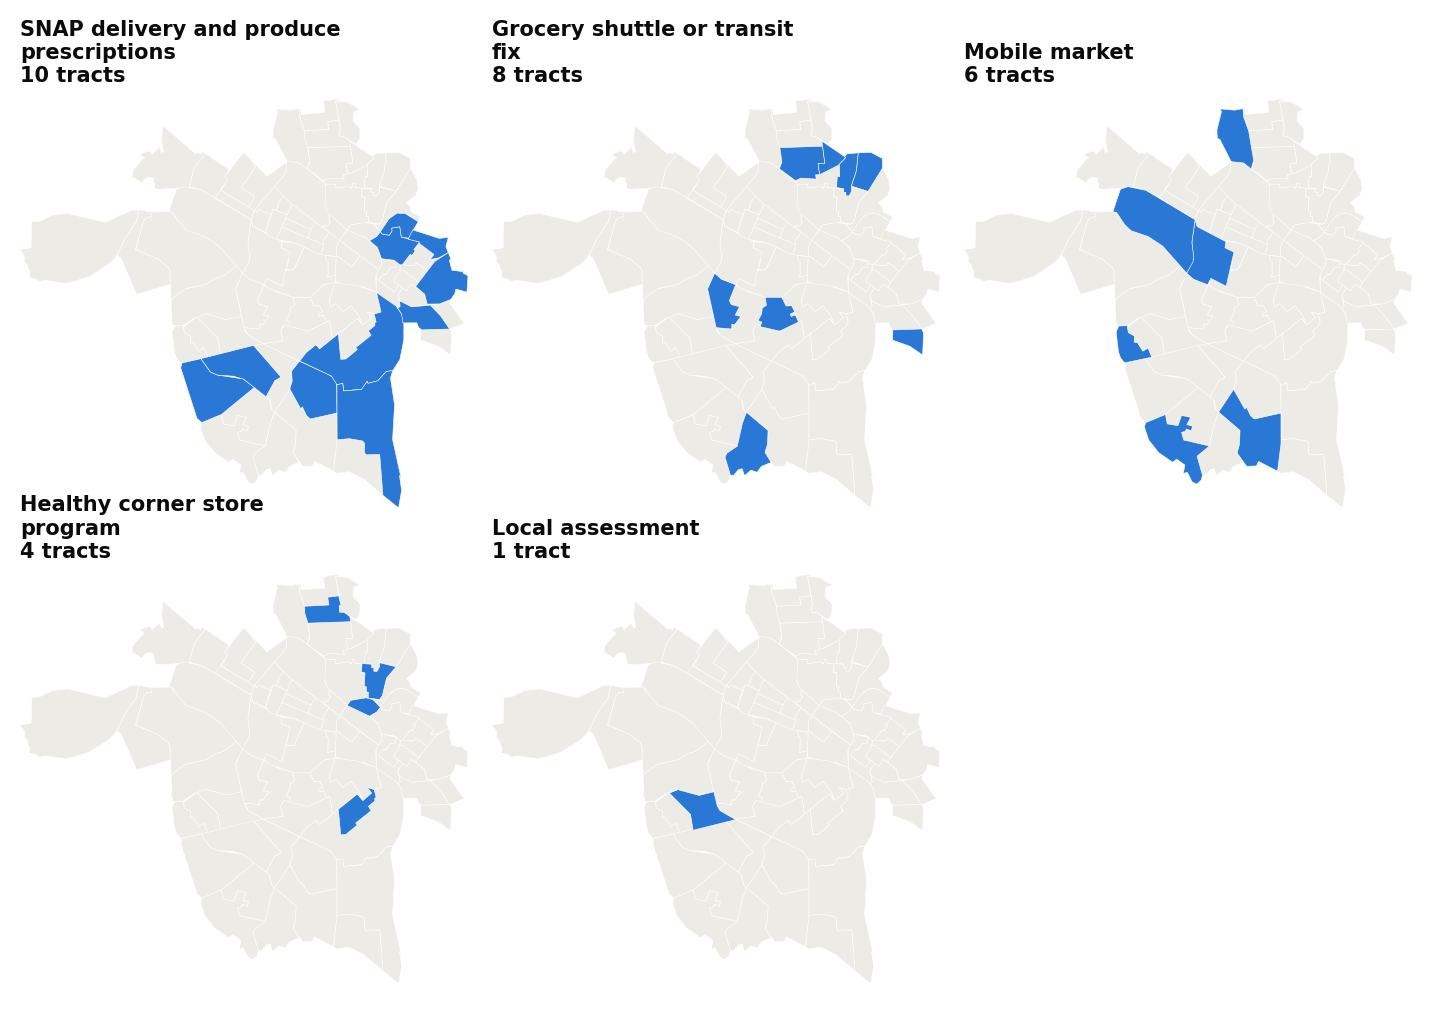 SNAP delivery and produce
prescriptions
10 tracts
Grocery shuttle or transit
fix
8 tracts
Mobile market
6 tracts
Healthy corner store
program
4 tracts
Local assessment
1 tract